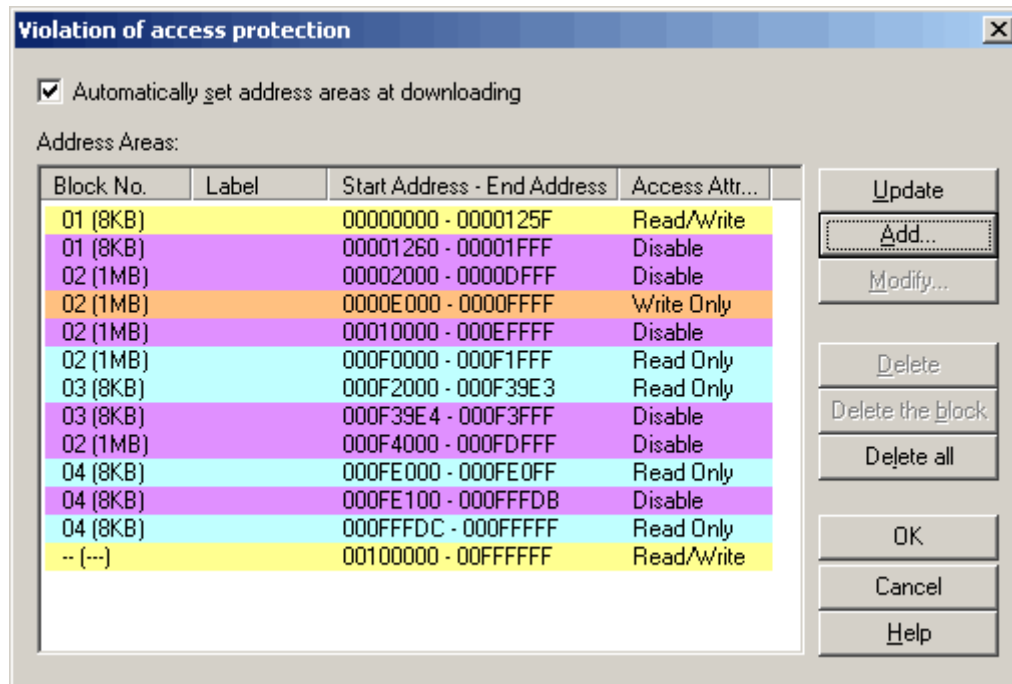 Violation of access protection
Automatically set address areas at downloading
Address Areas:
Block No. Label Start Address - End Address Access Attr...
01 (8KB) 00000000 - 0000125F Read/Write
01 (8KB) 00001260 - 00001FFF Disable
02 (1MB) 00002000 - 0000DFFF Disable
02 (1MB) 0000E000 - 0000FFFF Write Only
02 (1MB) 00010000 - 000EFFFF Disable
02 (1MB) 000F0000 - 000F1FFF Read Only
03 (8KB) 000F2000 - 000F39E3 Read Only
03 (8KB) 000F39E4 - 000F3FFF Disable
02 (1MB) 000F4000 - 000FDFFF Disable
04 (8KB) 000FE000 - 000FE0FF Read Only
04 (8KB) 000FE100 - 000FFFDB Disable
04 (8KB) 000FFFDC - 000FFFFF Read Only
-- (---) 00100000 - 00FFFFFF Read/Write
Update
Add...
Modify...
Delete
Delete the block
Delete all
OK
Cancel
Help